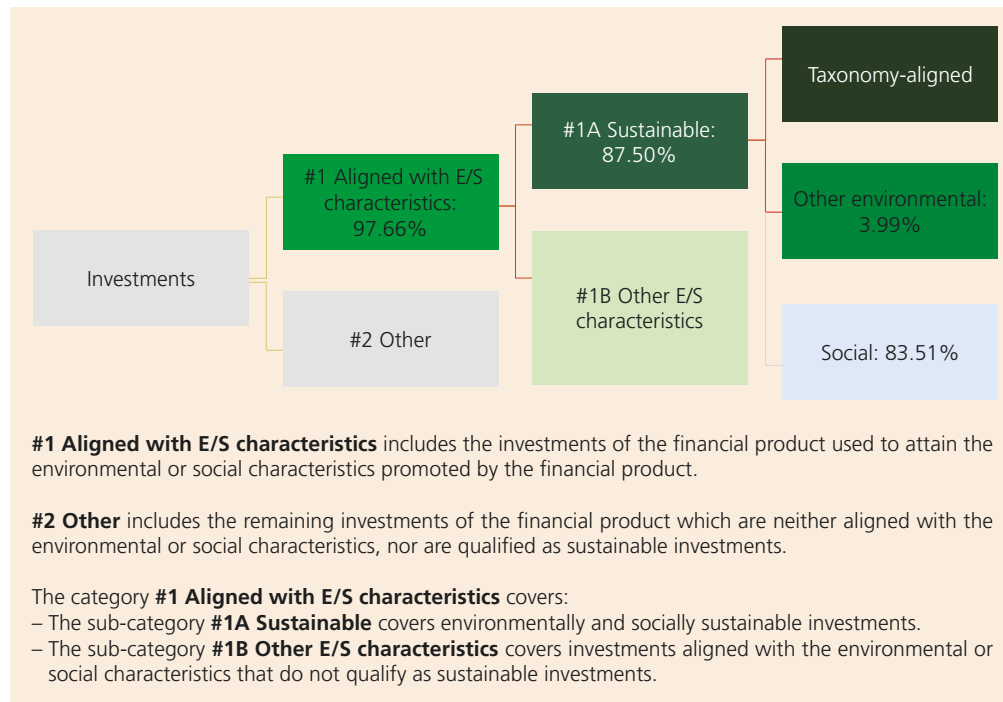 Investments
#1 Aligned with E/S
characteristics:
97.66%
#2 Other
#1A Sustainable:
87.50%
#1B Other E/S
characteristics
Taxonomy-aligned
Other environmental:
3.99%
Social: 83.51%
#1 Aligned with E/S characteristics includes the investments of the financial product used to attain the
environmental or social characteristics promoted by the financial product.
#2 Other includes the remaining investments of the financial product which are neither aligned with the
environmental or social characteristics, nor are qualified as sustainable investments.
The category #1 Aligned with E/S characteristics covers:
– The sub-category #1A Sustainable covers environmentally and socially sustainable investments.
– The sub-category #1B Other E/S characteristics covers investments aligned with the environmental or
social characteristics that do not qualify as sustainable investments.